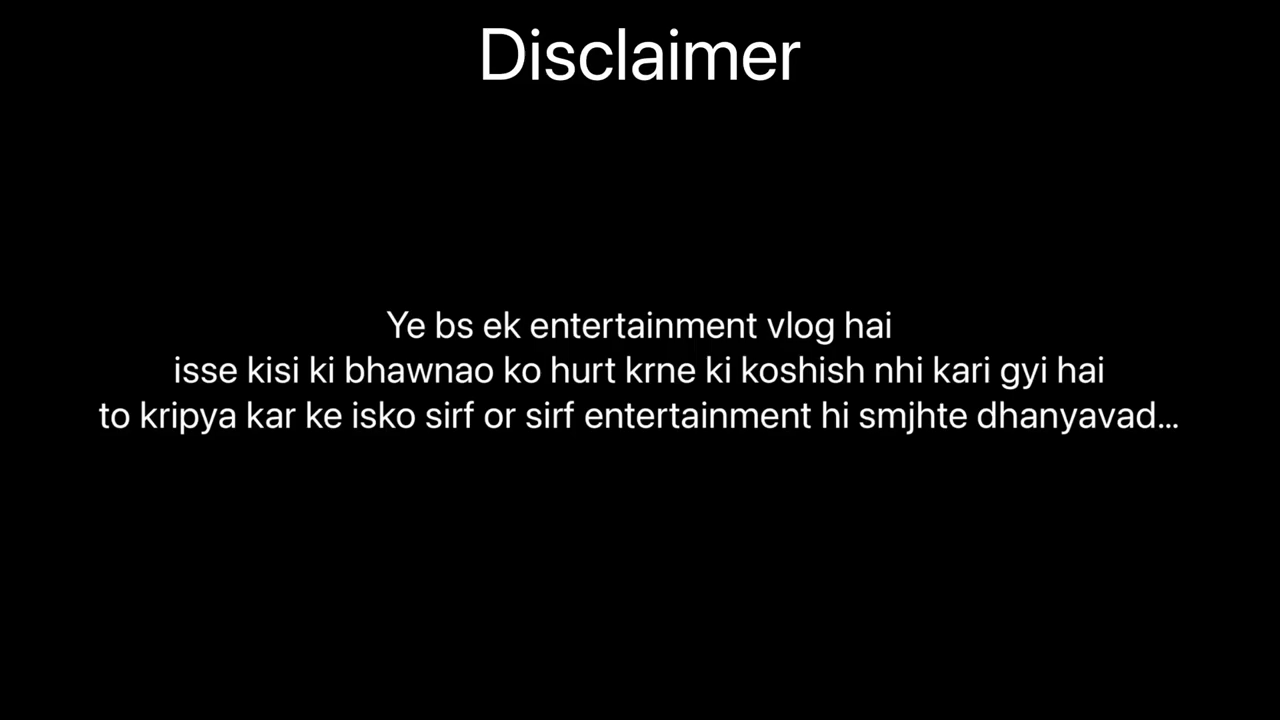 Disclaimer
Ye bs ek entertainment vlog hai
isse kisi ki bhawnao ko hurt krne ki koshish nhi kari gyi hai
to kripya kar ke isko sirf or sirf entertainment hi smjhte dhanyavad...